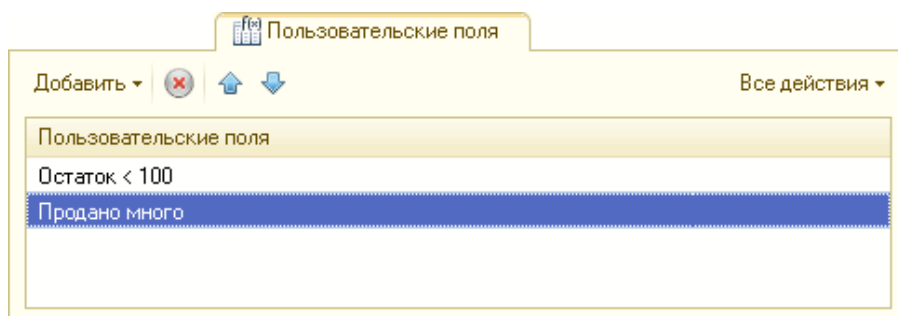 Пользовательские поля
Добавить Все действия
Пользовательские поля
Остаток < 100
Продано много